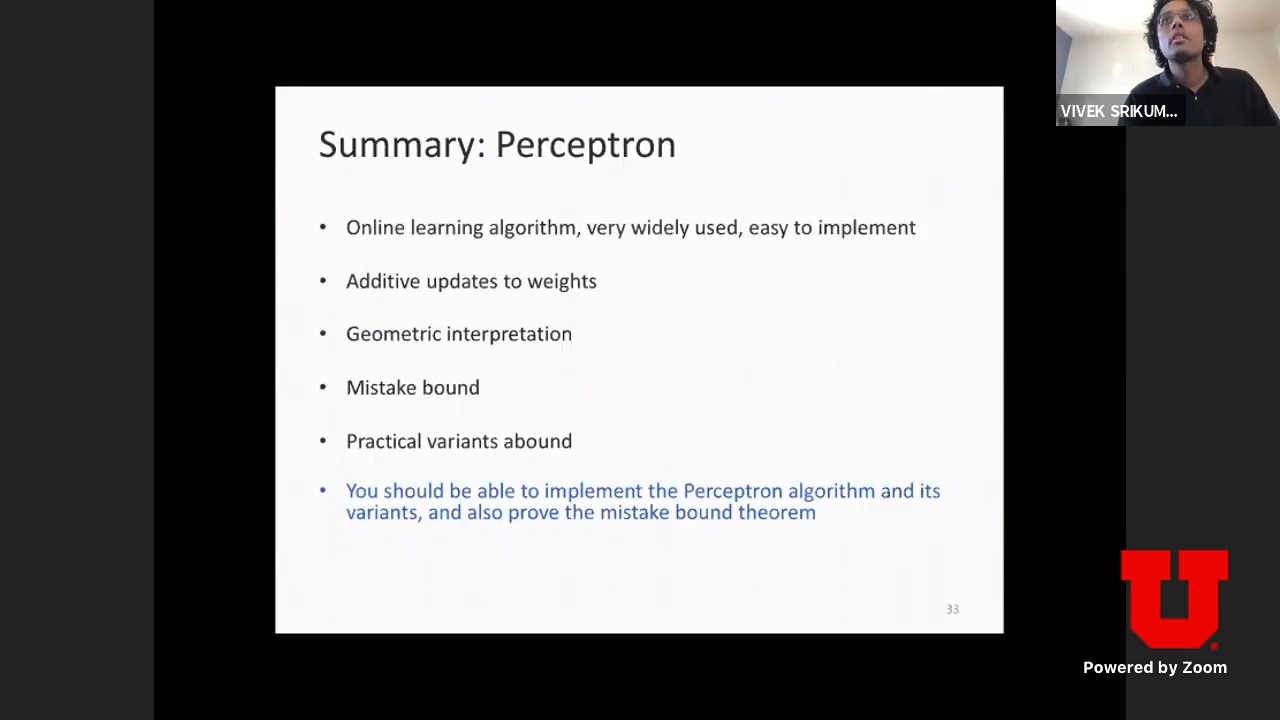 VIVEK SRIKUM...
Summary: Perceptron
• Online learning algorithm, very widely used, easy to implement
• Additive updates to weights
• Geometric interpretation
• Mistake bound
• Practical variants abound
• You should be able to implement the Perceptron algorithm and its
variants, and also prove the mistake bound theorem
33
U
Powered by Zoom